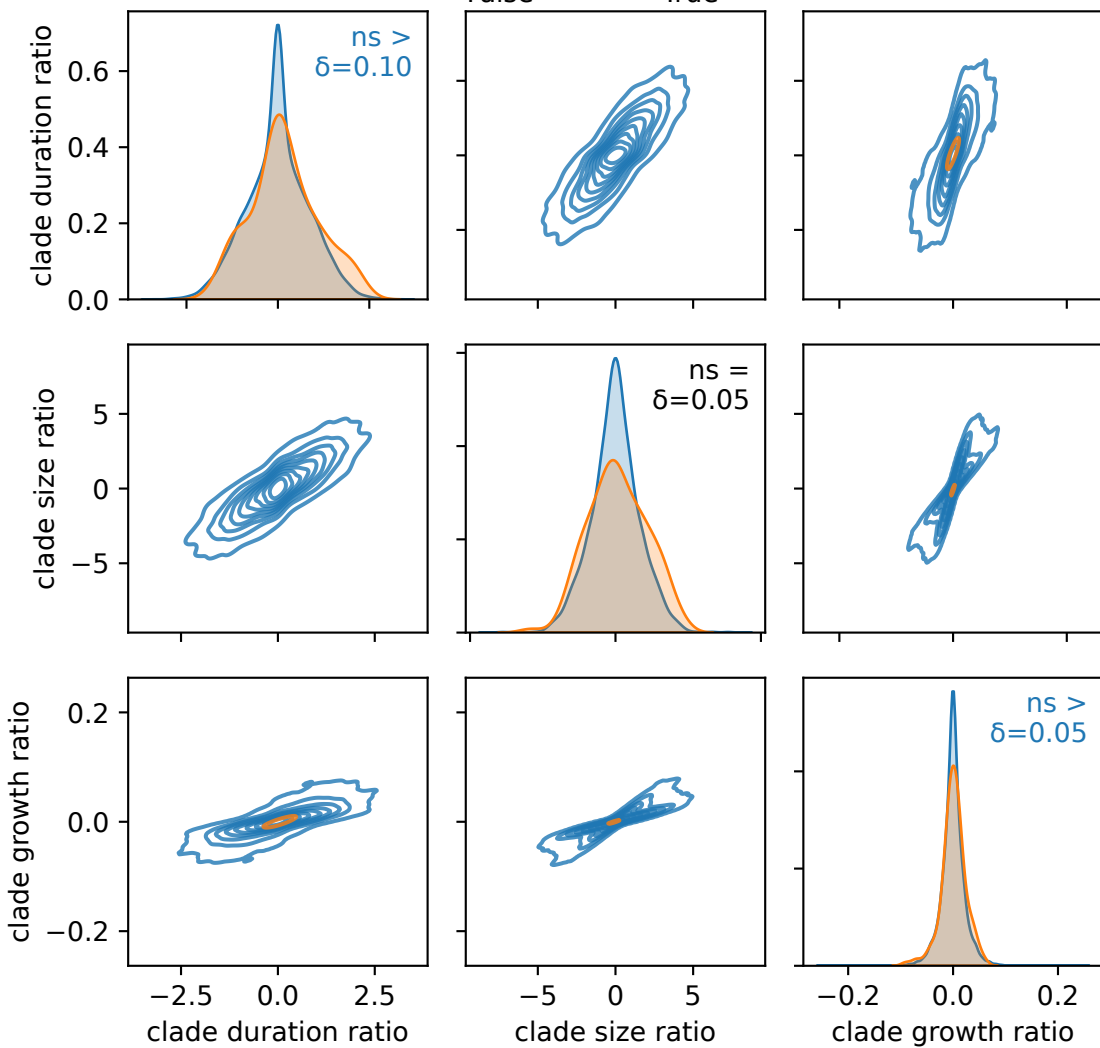 ns >
δ=0.10
clade duration ratio
0.6
0.4
0.2
0.0
ns =
δ=0.05
clade size ratio
5
0
−5
ns >
δ=0.05
clade growth ratio
0.2
0.0
−0.2
−2.5 0.0 2.5
−5 0 5
−0.2 0.0 0.2
clade duration ratio
clade size ratio
clade growth ratio